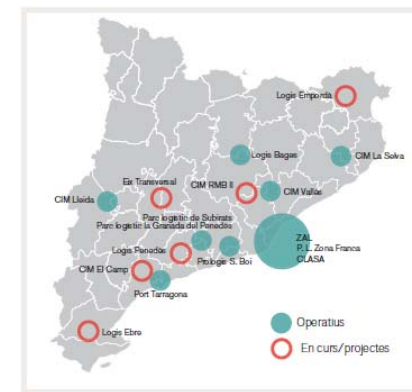 Logis Empordà
Logis Bages
CIM La Selva
Eix Transversal
CIM RMB II
CIM Vallès
CIM Lleida
Parc logístic de Subirats
Parc logístic la Granada del Penedès
Logis Penedès
Prologis S. Boi
ZAL
P. L. Zona Franca
CLASA
CIM El Camp
Port Tarragona
Logis Ebre
Operatius
En curs/projectes